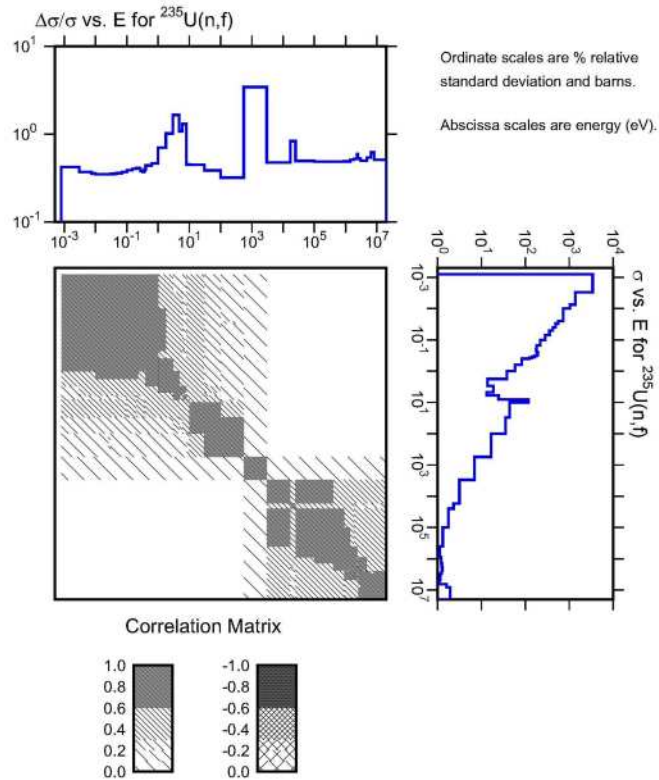 Δσ/σ vs. E for ²³⁵U(n,f)
Ordinate scales are % relative
standard deviation and barns.
Abscissa scales are energy (eV).
10¹
10⁰
10⁻¹
10⁻³ 10⁻¹ 10¹ 10³ 10⁵ 10⁷
10⁰ 10¹ 10² 10³ 10⁴
10⁻³
10⁻¹
10¹
10³
10⁵
10⁷
σ vs. E for ²³⁵U(n,f)
Correlation Matrix
1.0 -1.0
0.8 -0.8
0.6 -0.6
0.4 -0.4
0.2 -0.2
0.0 0.0